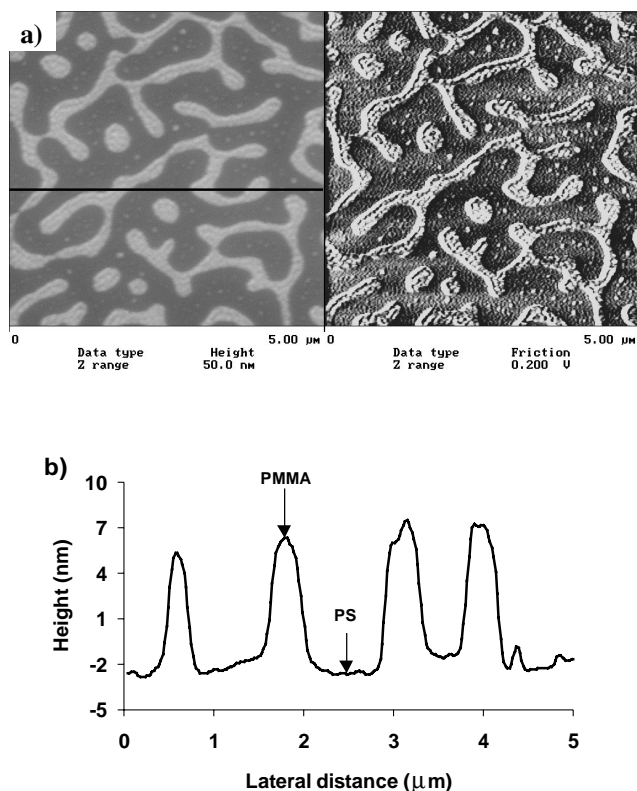 a)
0 5.00 µm 0 5.00 µm
Data type Height Data type Friction
Z range 50.0 nm Z range 0.200 V
b)
10
PMMA
7
4
1
PS
-2
-5
Height (nm)
0 1 2 3 4 5
Lateral distance (µm)